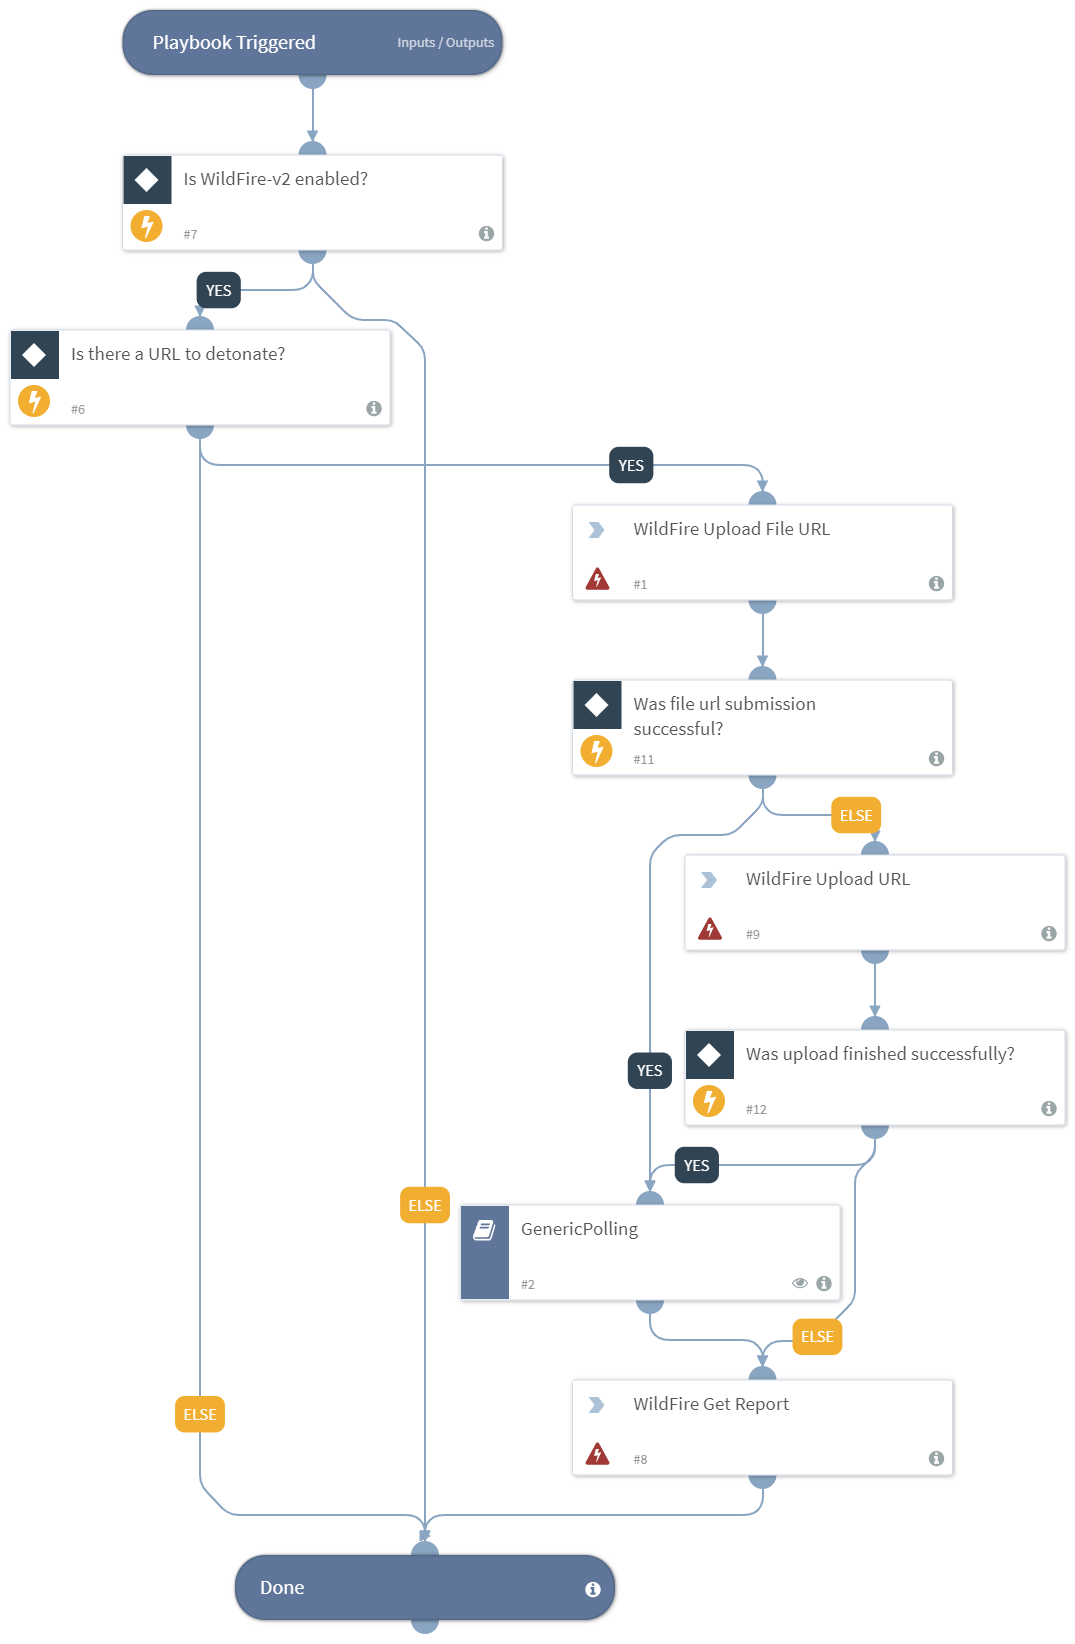 Playbook Triggered
Inputs / Outputs
Is WildFire-v2 enabled?
#7
YES
Is there a URL to detonate?
#6
YES
WildFire Upload File URL
#1
Was file url submission
successful?
#11
ELSE
WildFire Upload URL
#9
YES
Was upload finished successfully?
#12
YES
ELSE
GenericPolling
#2
ELSE
WildFire Get Report
#8
ELSE
Done